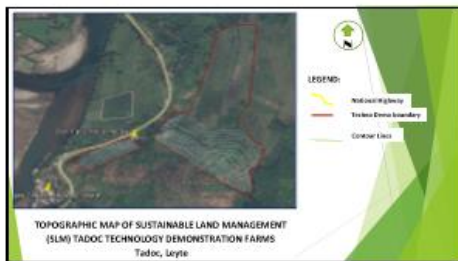 N
LEGEND:
National Highway
Techno Demo boundary
Contour Lines
TOPOGRAPHIC MAP OF SUSTAINABLE LAND MANAGEMENT
(SLM) TADOC TECHNOLOGY DEMONSTRATION FARMS
Tadoc, Leyte